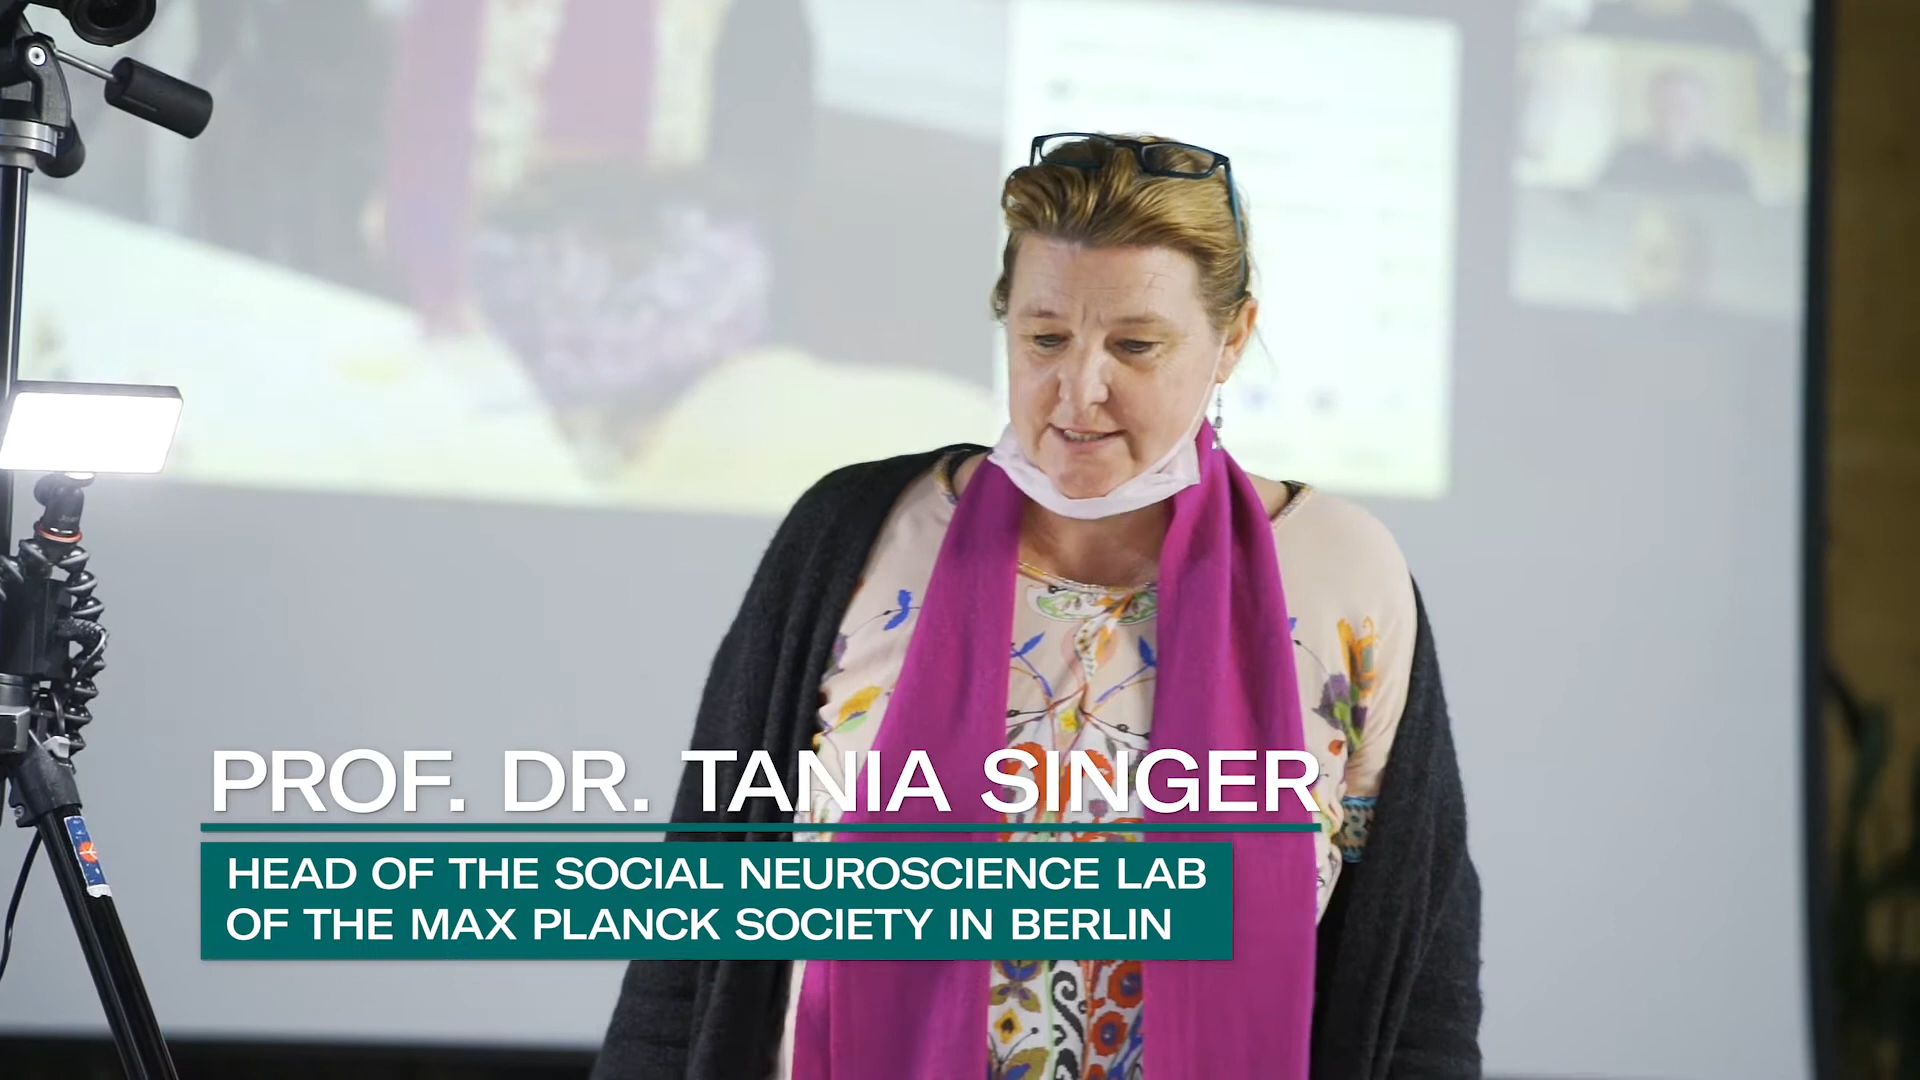 PROF. DR. TANIA SINGER
HEAD OF THE SOCIAL NEUROSCIENCE LAB
OF THE MAX PLANCK SOCIETY IN BERLIN